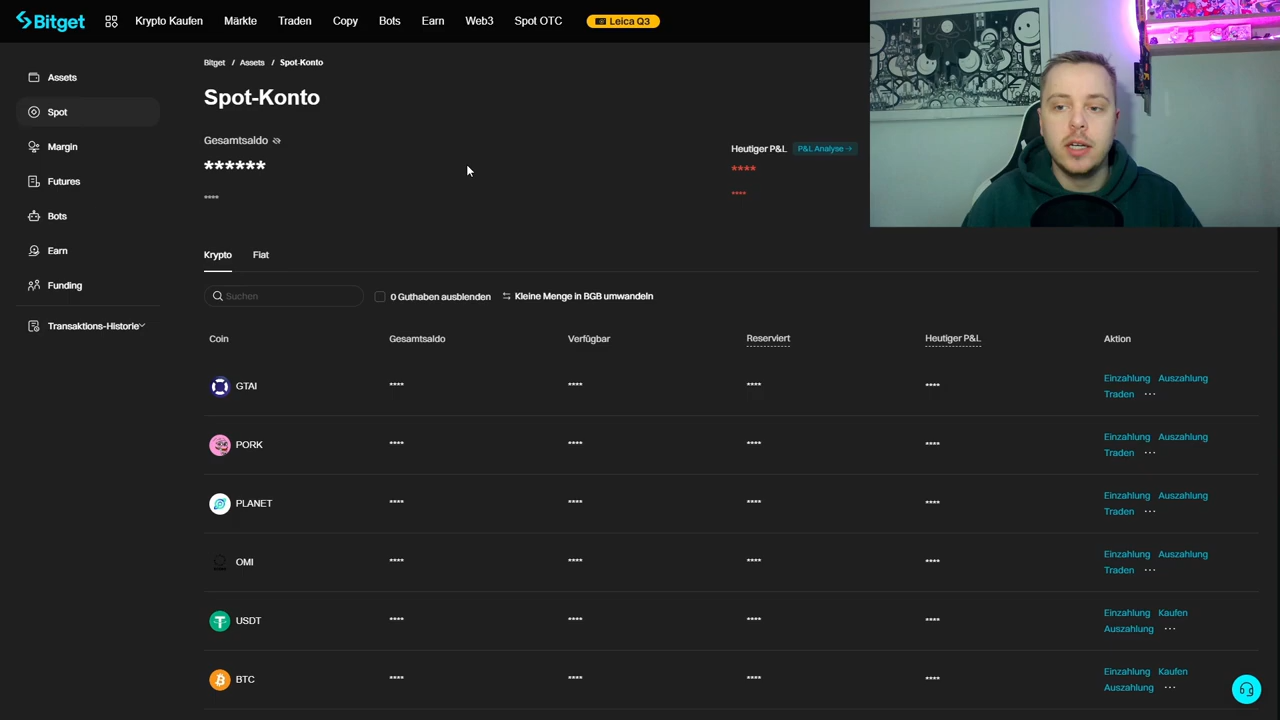 Bitget
Krypto Kaufen Märkte Traden Copy Bots Earn Web3 Spot OTC Leica Q3
Bitget / Assets / Spot-Konto
Assets
Spot
Margin
Futures
Bots
Earn
Funding
Transaktions-Historie
Spot-Konto
Gesamtsaldo
******
****
Heutiger P&L P&L Analyse →
****
****
Krypto Fiat
Suchen 0 Guthaben ausblenden Kleine Menge in BGB umwandeln
Coin Gesamtsaldo Verfügbar Reserviert Heutiger P&L Aktion
GTAI **** **** **** **** Einzahlung Auszahlung
Traden ···
PORK **** **** **** **** Einzahlung Auszahlung
Traden ···
PLANET **** **** **** **** Einzahlung Auszahlung
Traden ···
OMI **** **** **** **** Einzahlung Auszahlung
Traden ···
USDT **** **** **** **** Einzahlung Kaufen
Auszahlung ···
BTC **** **** **** **** Einzahlung Kaufen
Auszahlung ···